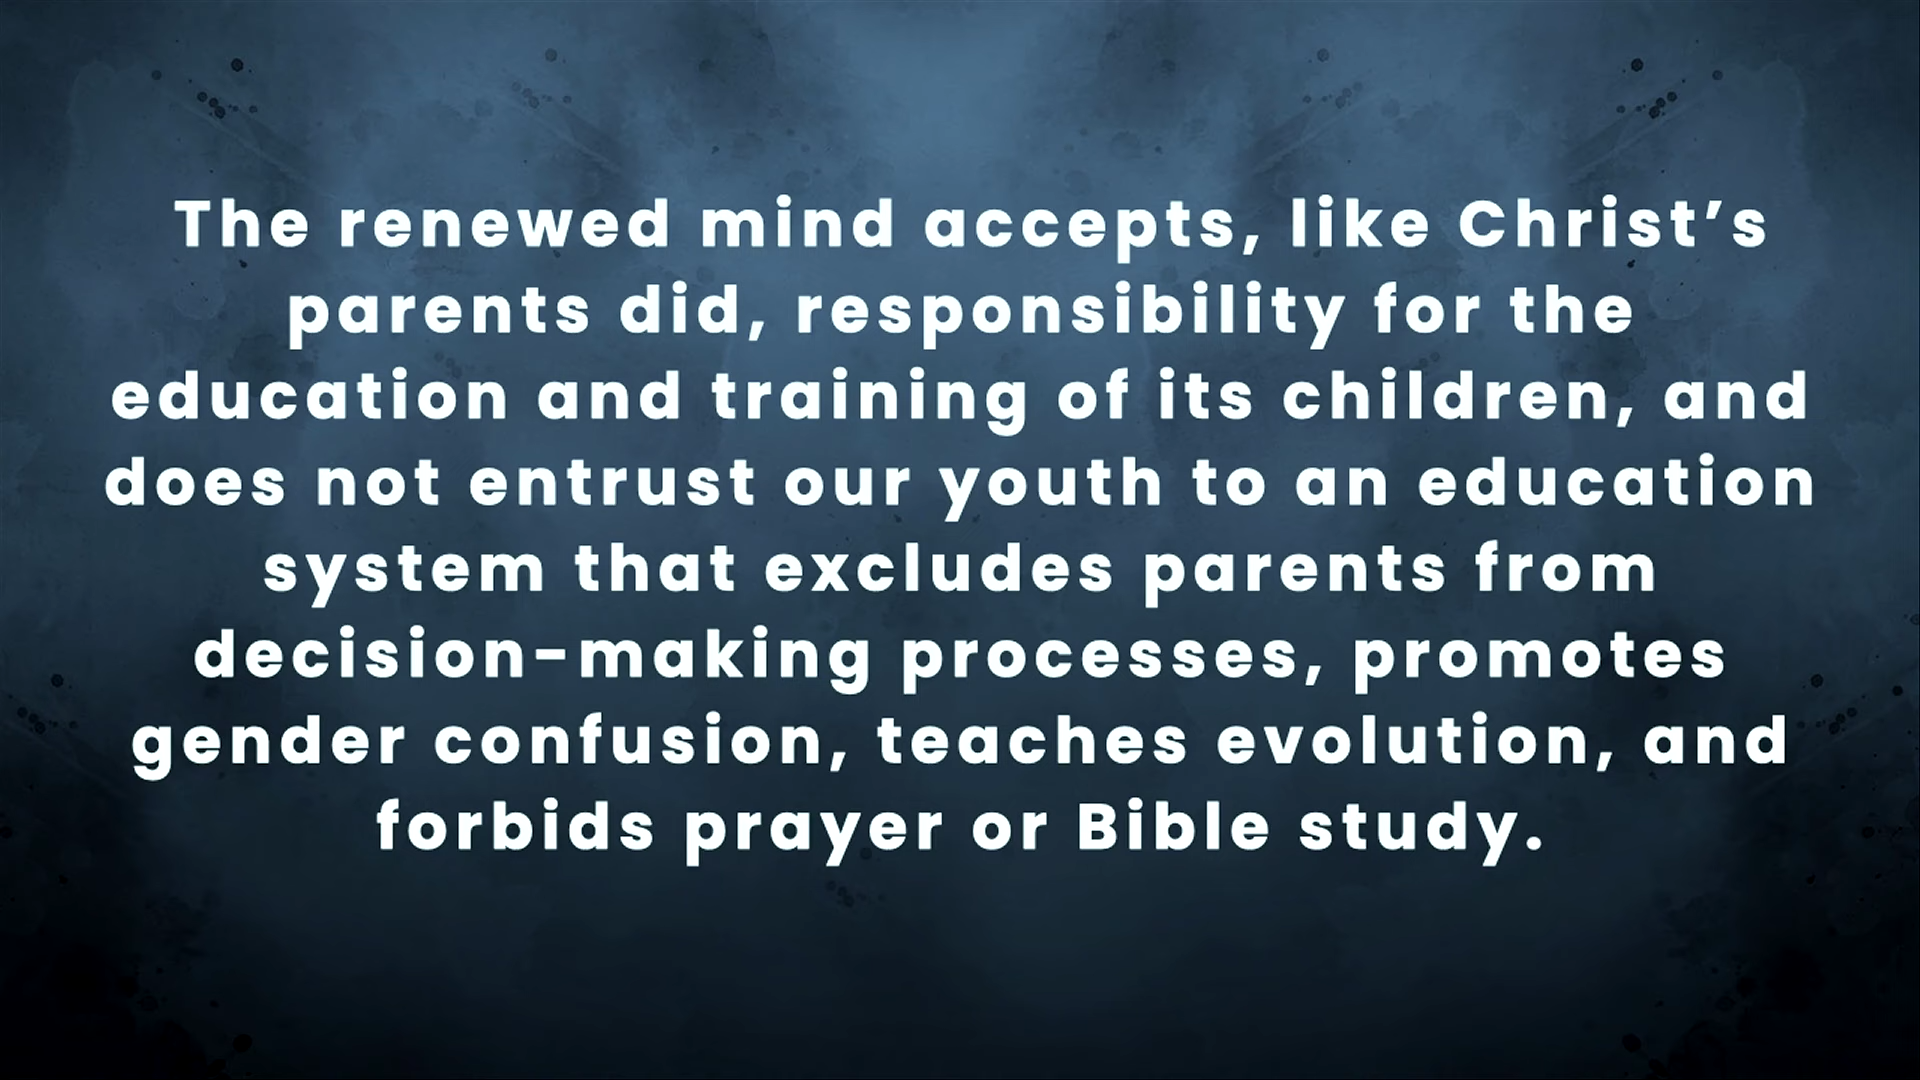 The renewed mind accepts, like Christ’s
parents did, responsibility for the
education and training of its children, and
does not entrust our youth to an education
system that excludes parents from
decision-making processes, promotes
gender confusion, teaches evolution, and
forbids prayer or Bible study.